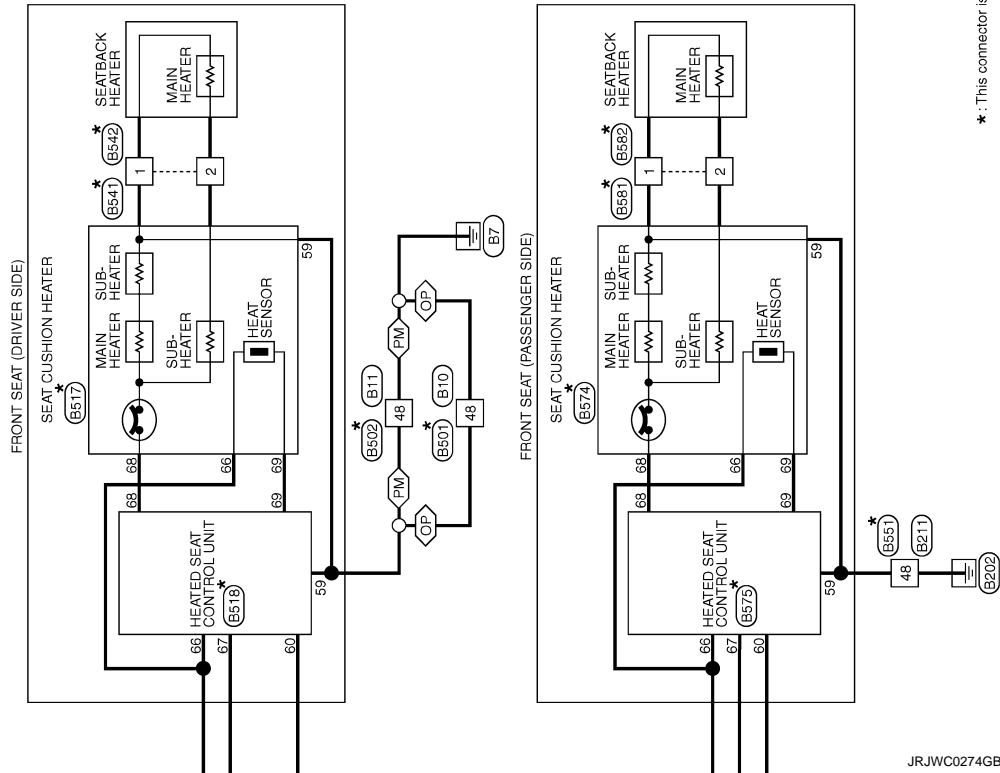 FRONT SEAT (DRIVER SIDE)
SEAT CUSHION HEATER
*
B517
MAIN
HEATER
SUB-
HEATER
SUB-
HEATER
HEAT
SENSOR
*
B541
*
B542
1
2
SEATBACK
HEATER
MAIN
HEATER
59
68
66
69
68
69
HEATED SEAT
CONTROL UNIT
*
B518
59
66
67
60
PM
OP
*
B502
B11
48
*
B501
B10
48
PM
OP
B7
FRONT SEAT (PASSENGER SIDE)
SEAT CUSHION HEATER
*
B574
MAIN
HEATER
SUB-
HEATER
SUB-
HEATER
HEAT
SENSOR
*
B581
*
B582
1
2
SEATBACK
HEATER
MAIN
HEATER
59
68
66
69
68
69
HEATED SEAT
CONTROL UNIT
*
B575
59
66
67
60
*
B551
B211
48
B202
* : This connector is
JRJWC0274GB